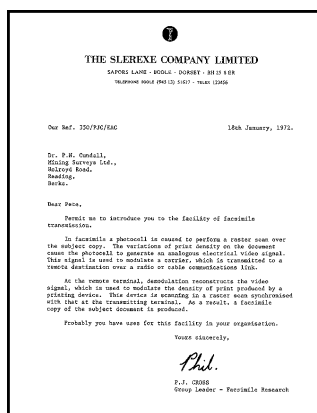 THE SLEREXE COMPANY LIMITED
SAPORS LANE · BOOLE · DORSET · BH 25 8 ER
TELEPHONE BOOLE (945 13) 51617 · TELEX 123456
Our Ref. 350/PJC/EAC 18th January, 1972.
Dr. P.N. Cundall,
Mining Surveys Ltd.,
Holroyd Road,
Reading,
Berks.
Dear Pete,
Permit me to introduce you to the facility of facsimile
transmission.
In facsimile a photocell is caused to perform a raster scan over
the subject copy. The variations of print density on the document
cause the photocell to generate an analogous electrical video signal.
This signal is used to modulate a carrier, which is transmitted to a
remote destination over a radio or cable communications link.
At the remote terminal, demodulation reconstructs the video
signal, which is used to modulate the density of print produced by a
printing device. This device is scanning in a raster scan synchronised
with that at the transmitting terminal. As a result, a facsimile
copy of the subject document is produced.
Probably you have uses for this facility in your organisation.
Yours sincerely,
Phil.
P.J. CROSS
Group Leader - Facsimile Research